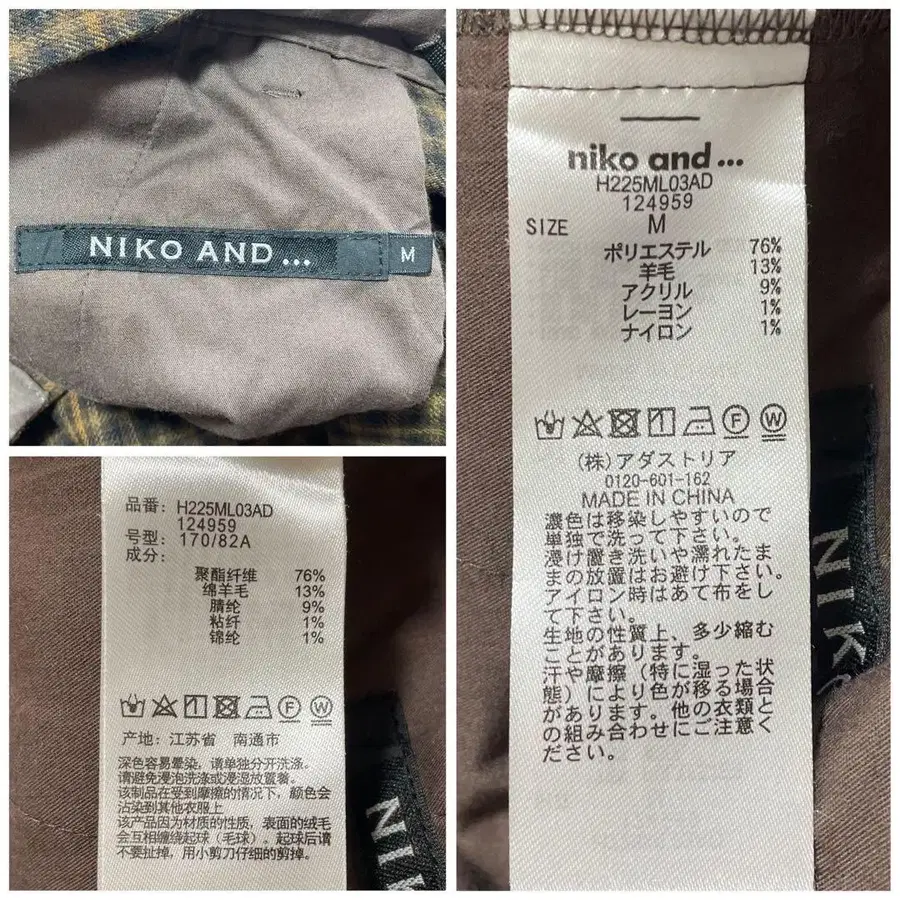 NIKO AND ... M
niko and ...
H225ML03AD
124959
SIZE M
ポリエステル 76%
羊毛 13%
アクリル 9%
レーヨン 1%
ナイロン 1%
F W
(株)アダストリア
0120-601-162
MADE IN CHINA
濃色は移染しやすいので
単独で洗って下さい。
浸け置き洗いや濡れたま
まの放置はお避け下さい。
アイロン時はあて布をし
て下さい。
生地の性質上、多少縮む
ことがあります。
汗や摩擦(特に湿った状
態)により色が移る場合
があります。他の衣類と
の組み合わせにご注意く
ださい。
NIK
品番: H225ML03AD
124959
号型: 170/82A
成分:
聚酯纤维 76%
绵羊毛 13%
腈纶 9%
粘纤 1%
锦纶 1%
F W
产地: 江苏省 南通市
深色容易晕染, 请单独分开洗涤.
请避免浸泡洗涤或浸湿放置着.
该制品在受到摩擦的情况下, 颜色会
沾染到其他衣服上
该产品因为材质的性质, 表面的绒毛
会互相缠绕起球(毛球). 起球后请
不要扯掉, 用小剪刀仔细的剪掉.
NIK